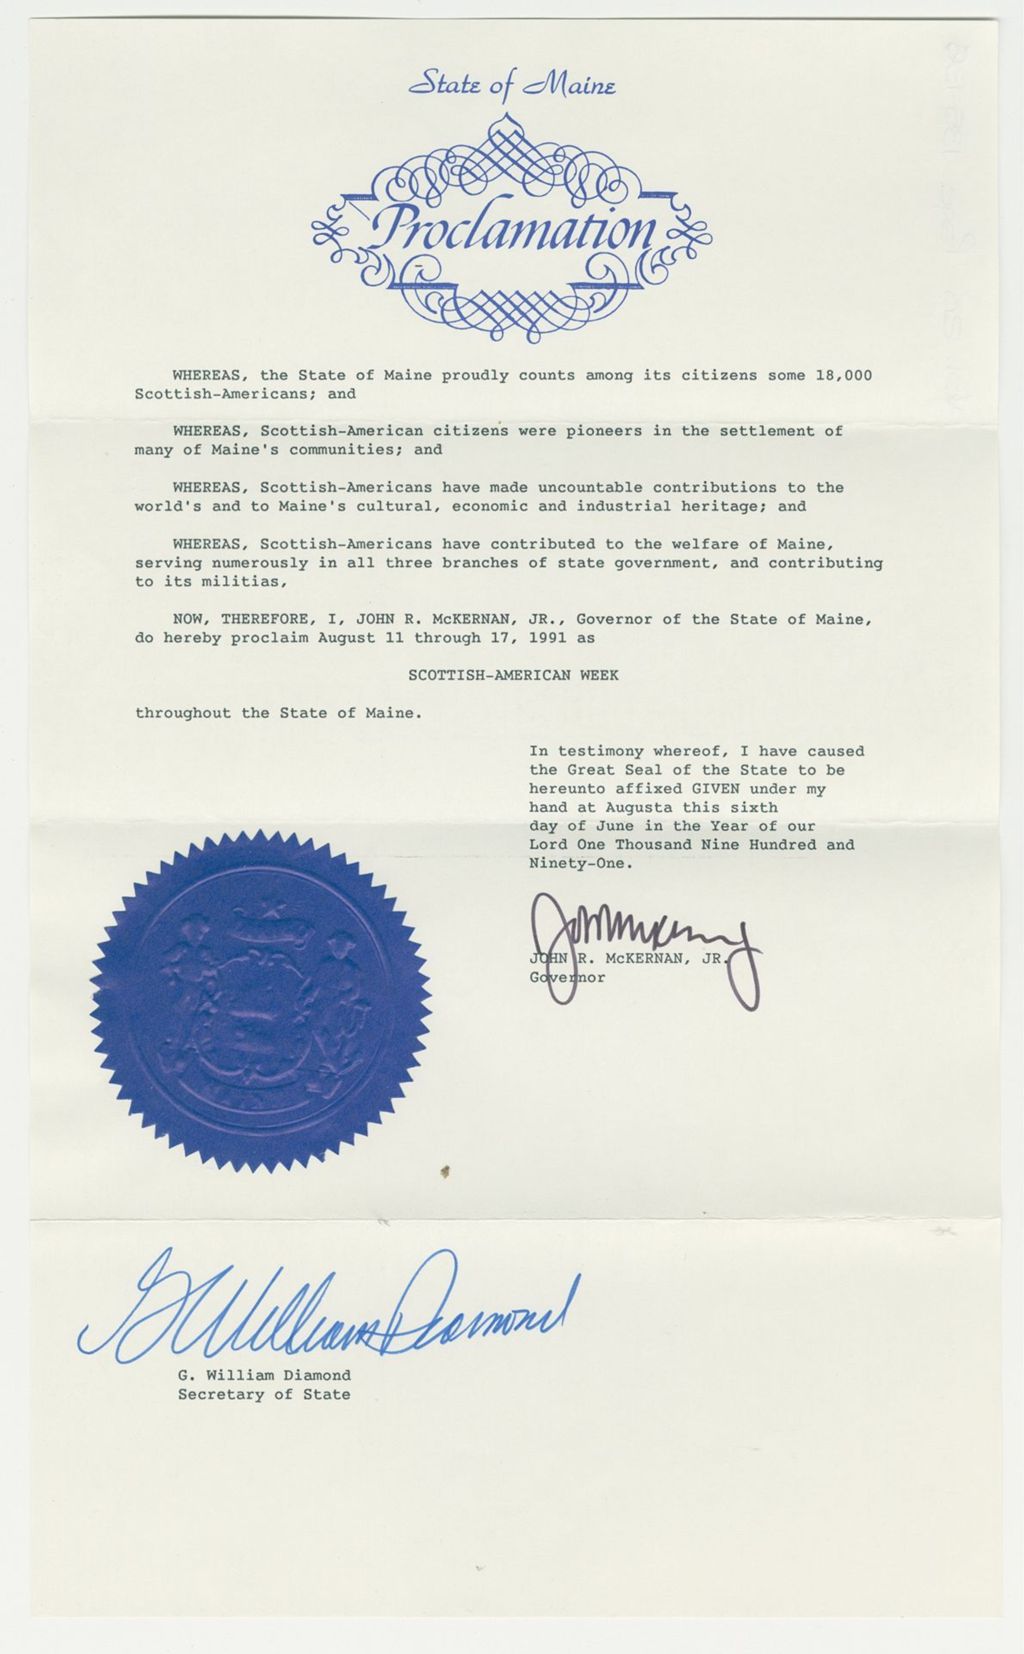 State of Maine
Proclamation
WHEREAS, the State of Maine proudly counts among its citizens some 18,000
Scottish-Americans; and
WHEREAS, Scottish-American citizens were pioneers in the settlement of
many of Maine's communities; and
WHEREAS, Scottish-Americans have made uncountable contributions to the
world's and to Maine's cultural, economic and industrial heritage; and
WHEREAS, Scottish-Americans have contributed to the welfare of Maine,
serving numerously in all three branches of state government, and contributing
to its militias,
NOW, THEREFORE, I, JOHN R. McKERNAN, JR., Governor of the State of Maine,
do hereby proclaim August 11 through 17, 1991 as
SCOTTISH-AMERICAN WEEK
throughout the State of Maine.
In testimony whereof, I have caused
the Great Seal of the State to be
hereunto affixed GIVEN under my
hand at Augusta this sixth
day of June in the Year of our
Lord One Thousand Nine Hundred and
Ninety-One.
JOHN R. McKERNAN, JR.
Governor
G William Diamond
G. William Diamond
Secretary of State